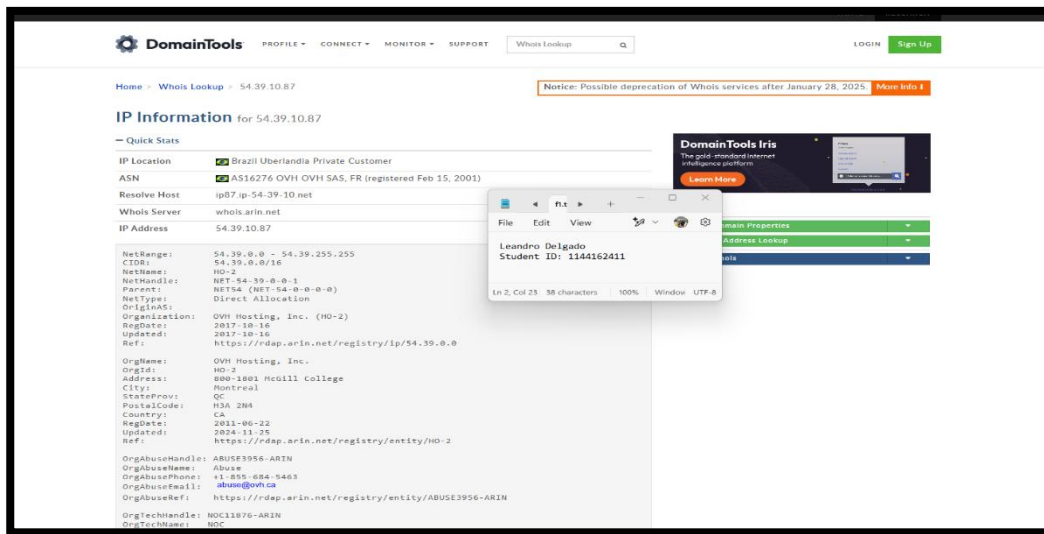 DomainTools PROFILE CONNECT MONITOR SUPPORT Whois Lookup LOGIN Sign Up
Home > Whois Lookup > 54.39.10.87
Notice: Possible deprecation of Whois services after January 28, 2025. More Info
IP Information for 54.39.10.87
— Quick Stats
IP Location Brazil Uberlandia Private Customer
ASN AS16276 OVH OVH SAS, FR (registered Feb 15, 2001)
Resolve Host ip87.ip-54-39-10.net
Whois Server whois.arin.net
IP Address 54.39.10.87
NetRange: 54.39.0.0 - 54.39.255.255
CIDR: 54.39.0.0/16
NetName: HO-2
NetHandle: NET-54-39-0-0-1
Parent: NET54 (NET-54-0-0-0-0)
NetType: Direct Allocation
OriginAS:
Organization: OVH Hosting, Inc. (HO-2)
RegDate: 2017-10-16
Updated: 2017-10-16
Ref: https://rdap.arin.net/registry/ip/54.39.0.0
OrgName: OVH Hosting, Inc.
OrgId: HO-2
Address: 800-1801 McGill College
City: Montreal
StateProv: QC
PostalCode: H3A 2N4
Country: CA
RegDate: 2011-06-22
Updated: 2024-11-25
Ref: https://rdap.arin.net/registry/entity/HO-2
OrgAbuseHandle: ABUSE3956-ARIN
OrgAbuseName: Abuse
OrgAbusePhone: +1-855-684-5463
OrgAbuseEmail: abuse@ovh.ca
OrgAbuseRef: https://rdap.arin.net/registry/entity/ABUSE3956-ARIN
OrgTechHandle: NOC11876-ARIN
OrgTechName: NOC
DomainTools Iris
The gold-standard internet
intelligence platform
Learn More
main Properties
Address Lookup
ools
f1.t
File Edit View
Leandro Delgado
Student ID: 1144162411
Ln 2, Col 23 38 characters 100% Window UTF-8